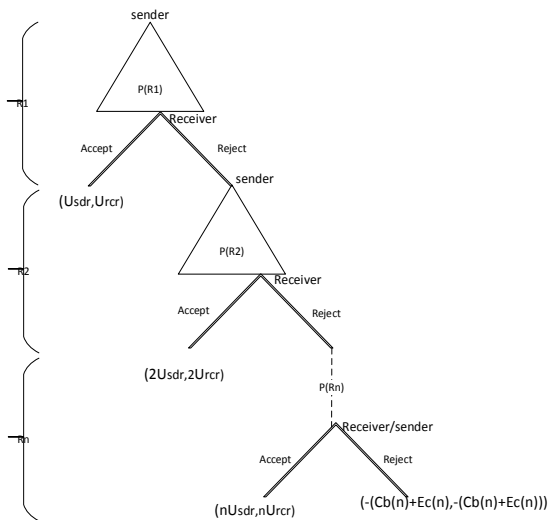 sender
P(R1)
R1
Receiver
Accept
Reject
sender
(Usdr,Urcr)
P(R2)
R2
Receiver
Accept
Reject
(2Usdr,2Urcr)
P(Rn)
Receiver/sender
Rn
Accept
Reject
(nUsdr,nUrcr)
(-(Cb(n)+Ec(n),-(Cb(n)+Ec(n)))